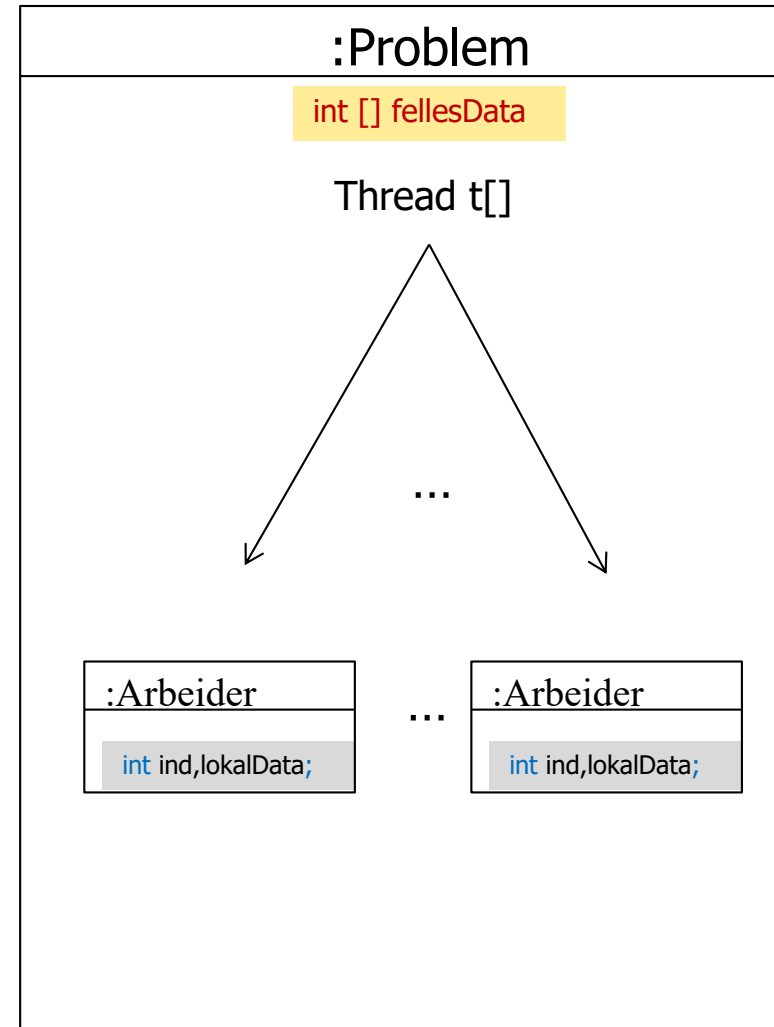 :Problem
int [] fellesData
Thread t[]
...
:Arbeider
...
:Arbeider
int ind,lokalData;
int ind,lokalData;